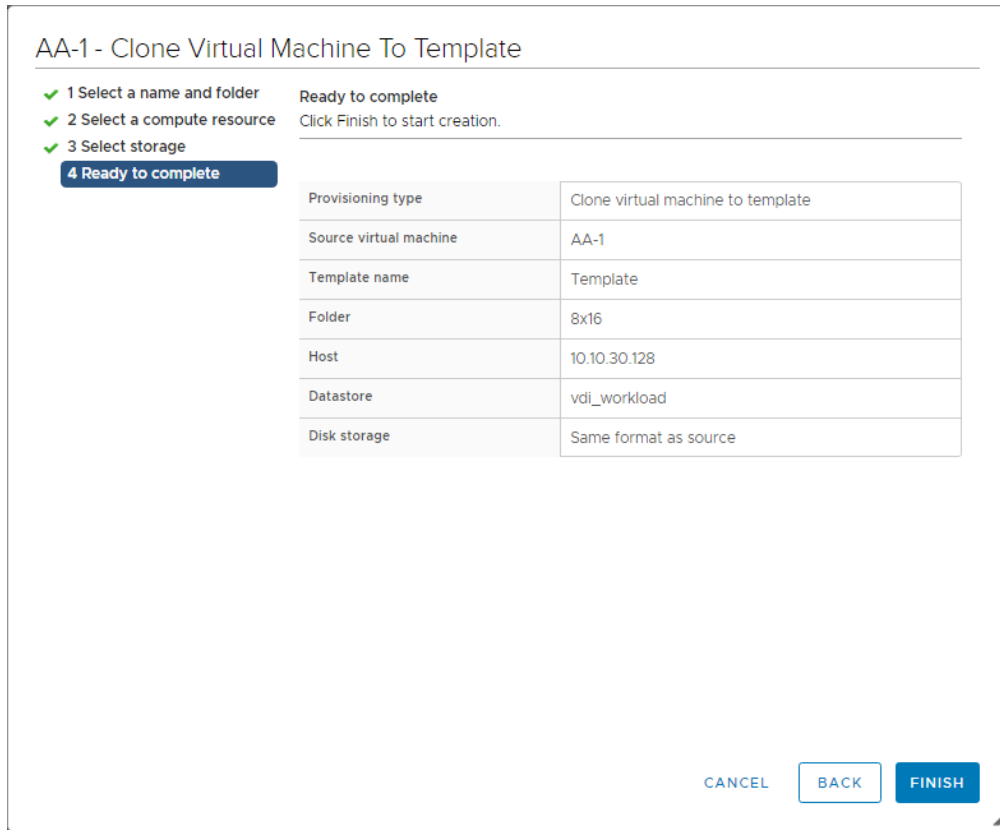 AA-1 - Clone Virtual Machine To Template
1 Select a name and folder
2 Select a compute resource
3 Select storage
4 Ready to complete
Ready to complete
Click Finish to start creation.
Provisioning type Clone virtual machine to template
Source virtual machine AA-1
Template name Template
Folder 8x16
Host 10.10.30.128
Datastore vdi_workload
Disk storage Same format as source
CANCEL BACK FINISH